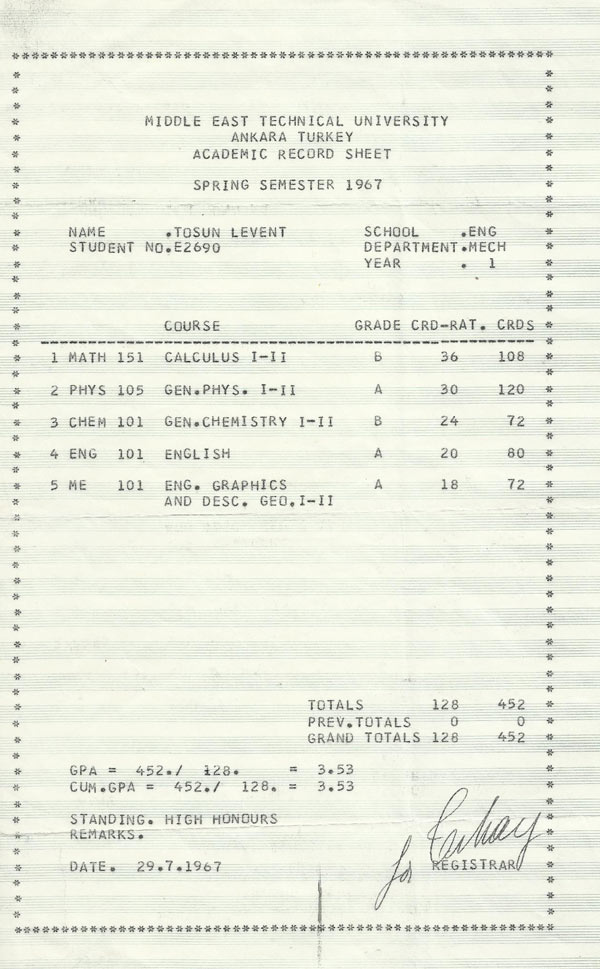 MIDDLE EAST TECHNICAL UNIVERSITY
ANKARA TURKEY
ACADEMIC RECORD SHEET
SPRING SEMESTER 1967
NAME .TOSUN LEVENT SCHOOL .ENG
STUDENT NO.E2690 DEPARTMENT.MECH
YEAR . 1
COURSE GRADE CRD-RAT. CRDS
1 MATH 151 CALCULUS I-II B 36 108
2 PHYS 105 GEN.PHYS. I-II A 30 120
3 CHEM 101 GEN.CHEMISTRY I-II B 24 72
4 ENG 101 ENGLISH A 20 80
5 ME 101 ENG. GRAPHICS A 18 72
AND DESC. GEO.I-II
TOTALS 128 452
PREV.TOTALS 0 0
GRAND TOTALS 128 452
GPA = 452./ 128. = 3.53
CUM.GPA = 452./ 128. = 3.53
STANDING. HIGH HONOURS
REMARKS.
DATE. 29.7.1967 for REGISTRAR